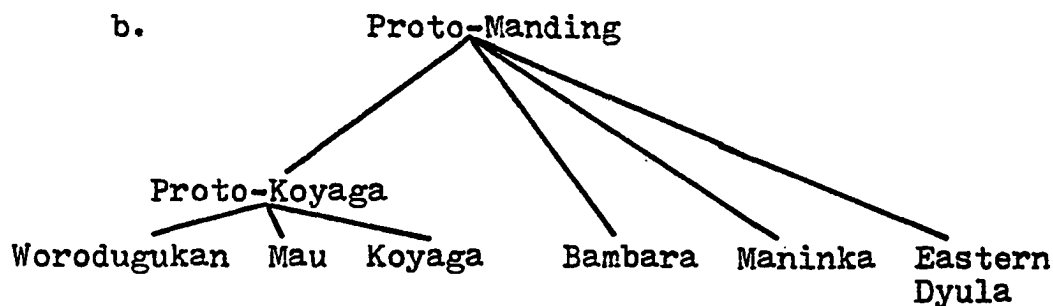 b. Proto-Manding
Proto-Koyaga
Worodugukan Mau Koyaga Bambara Maninka Eastern
Dyula